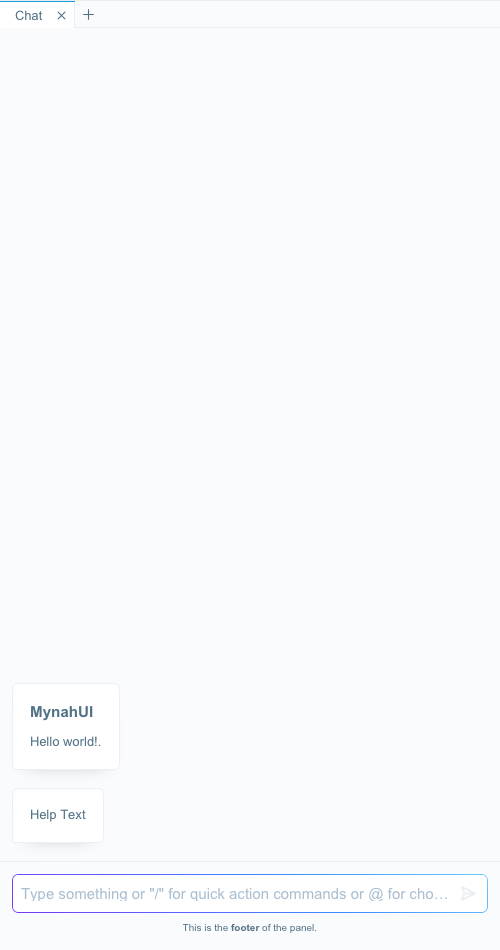 Chat
MynahUI
Hello world!.
Help Text
Type something or "/" for quick action commands or @ for cho…
This is the footer of the panel.